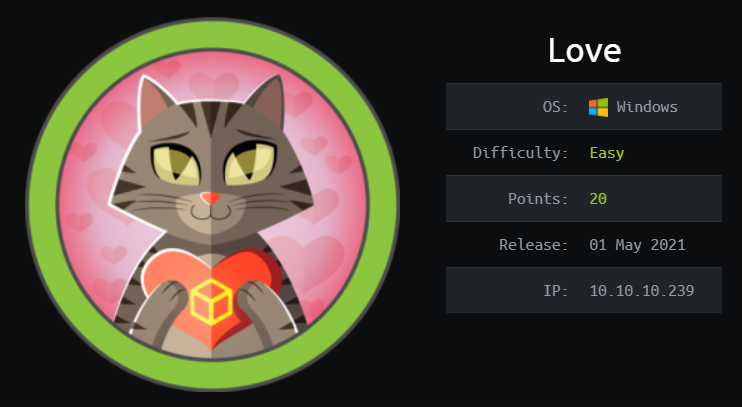 Love
OS: Windows
Difficulty: Easy
Points: 20
Release: 01 May 2021
IP: 10.10.10.239